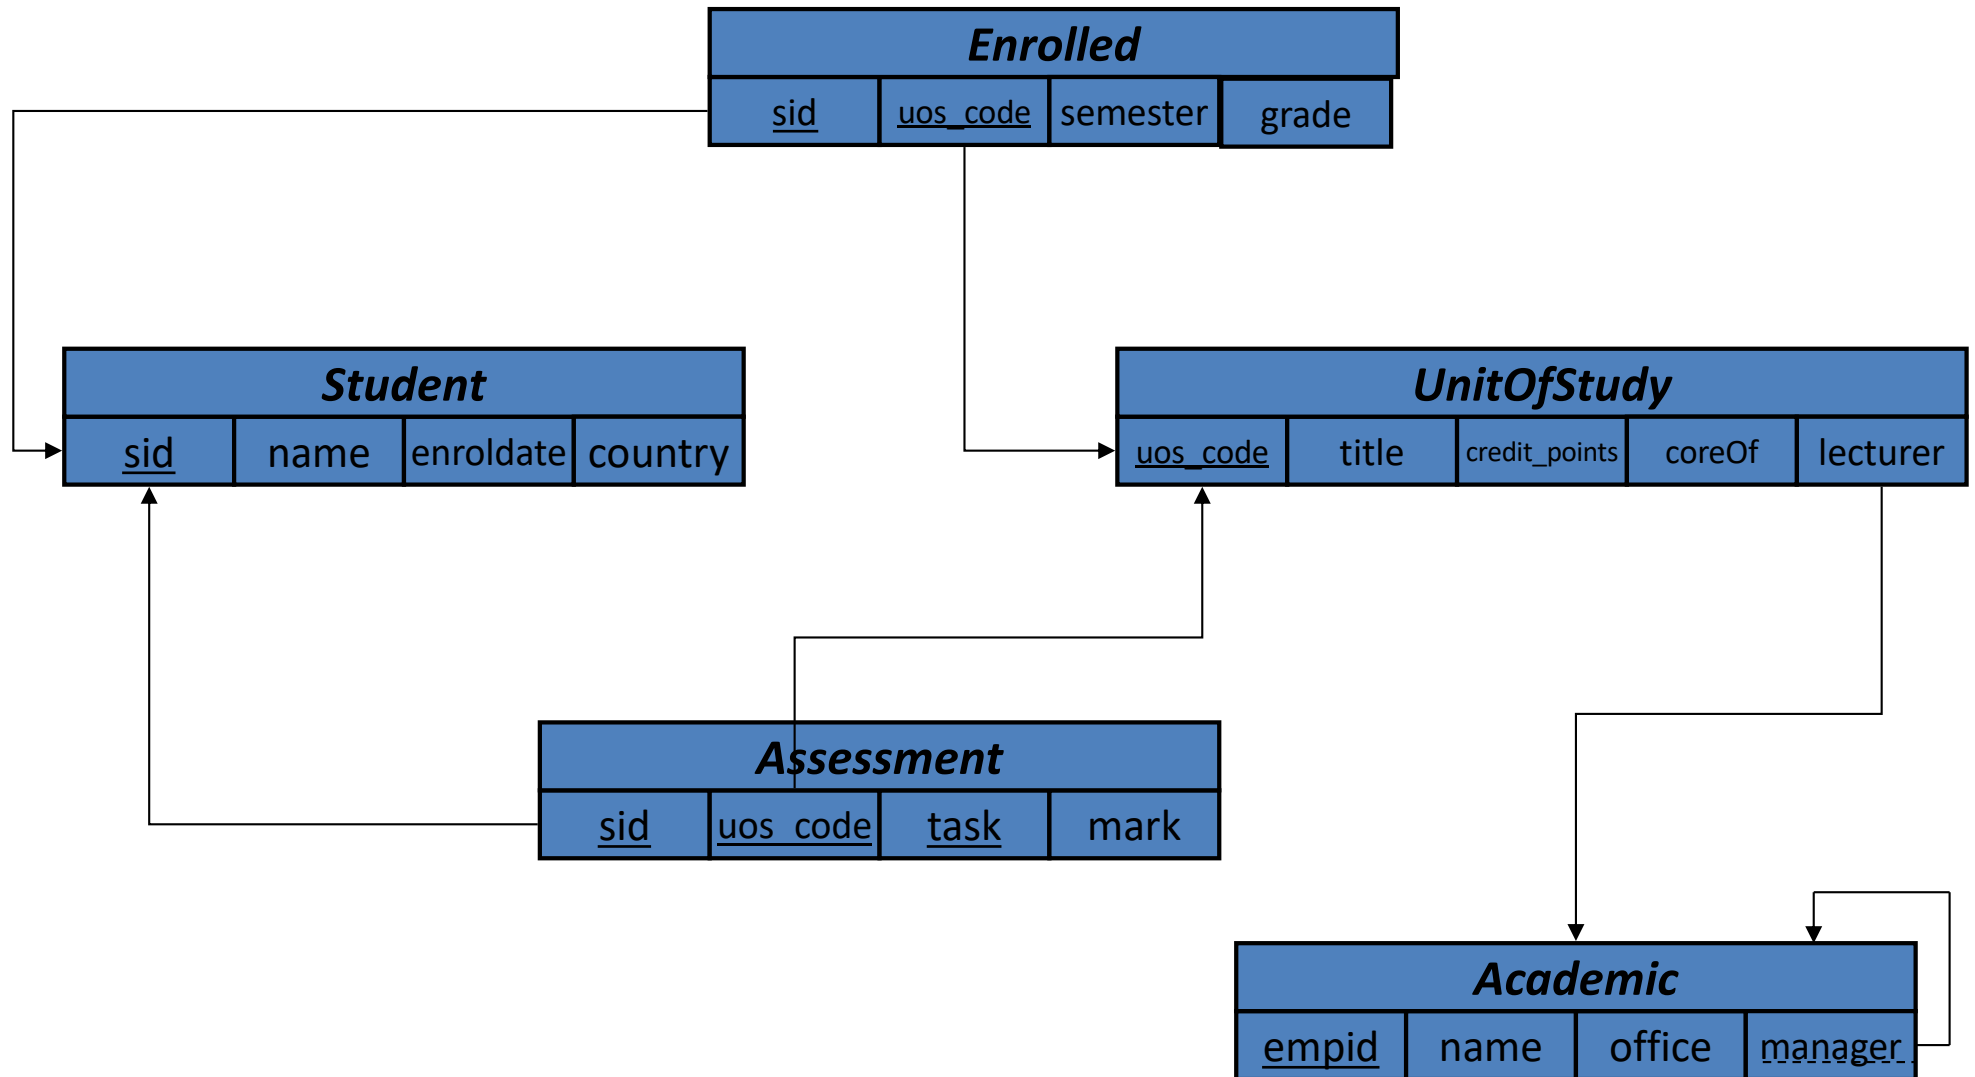 Enrolled
sid uos_code semester grade
Student
sid name enroldate country
UnitOfStudy
uos_code title credit_points coreOf lecturer
Assessment
sid uos_code task mark
Academic
empid name office manager